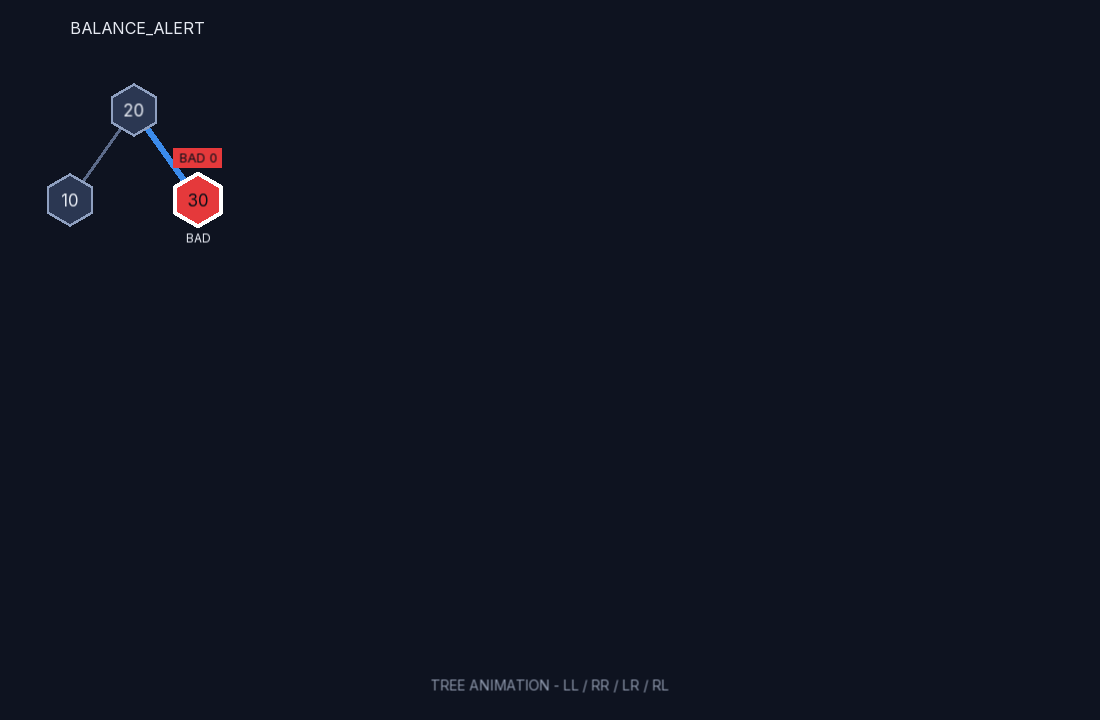 BALANCE_ALERT
20
BAD 0
10
30
BAD
TREE ANIMATION - LL / RR / LR / RL